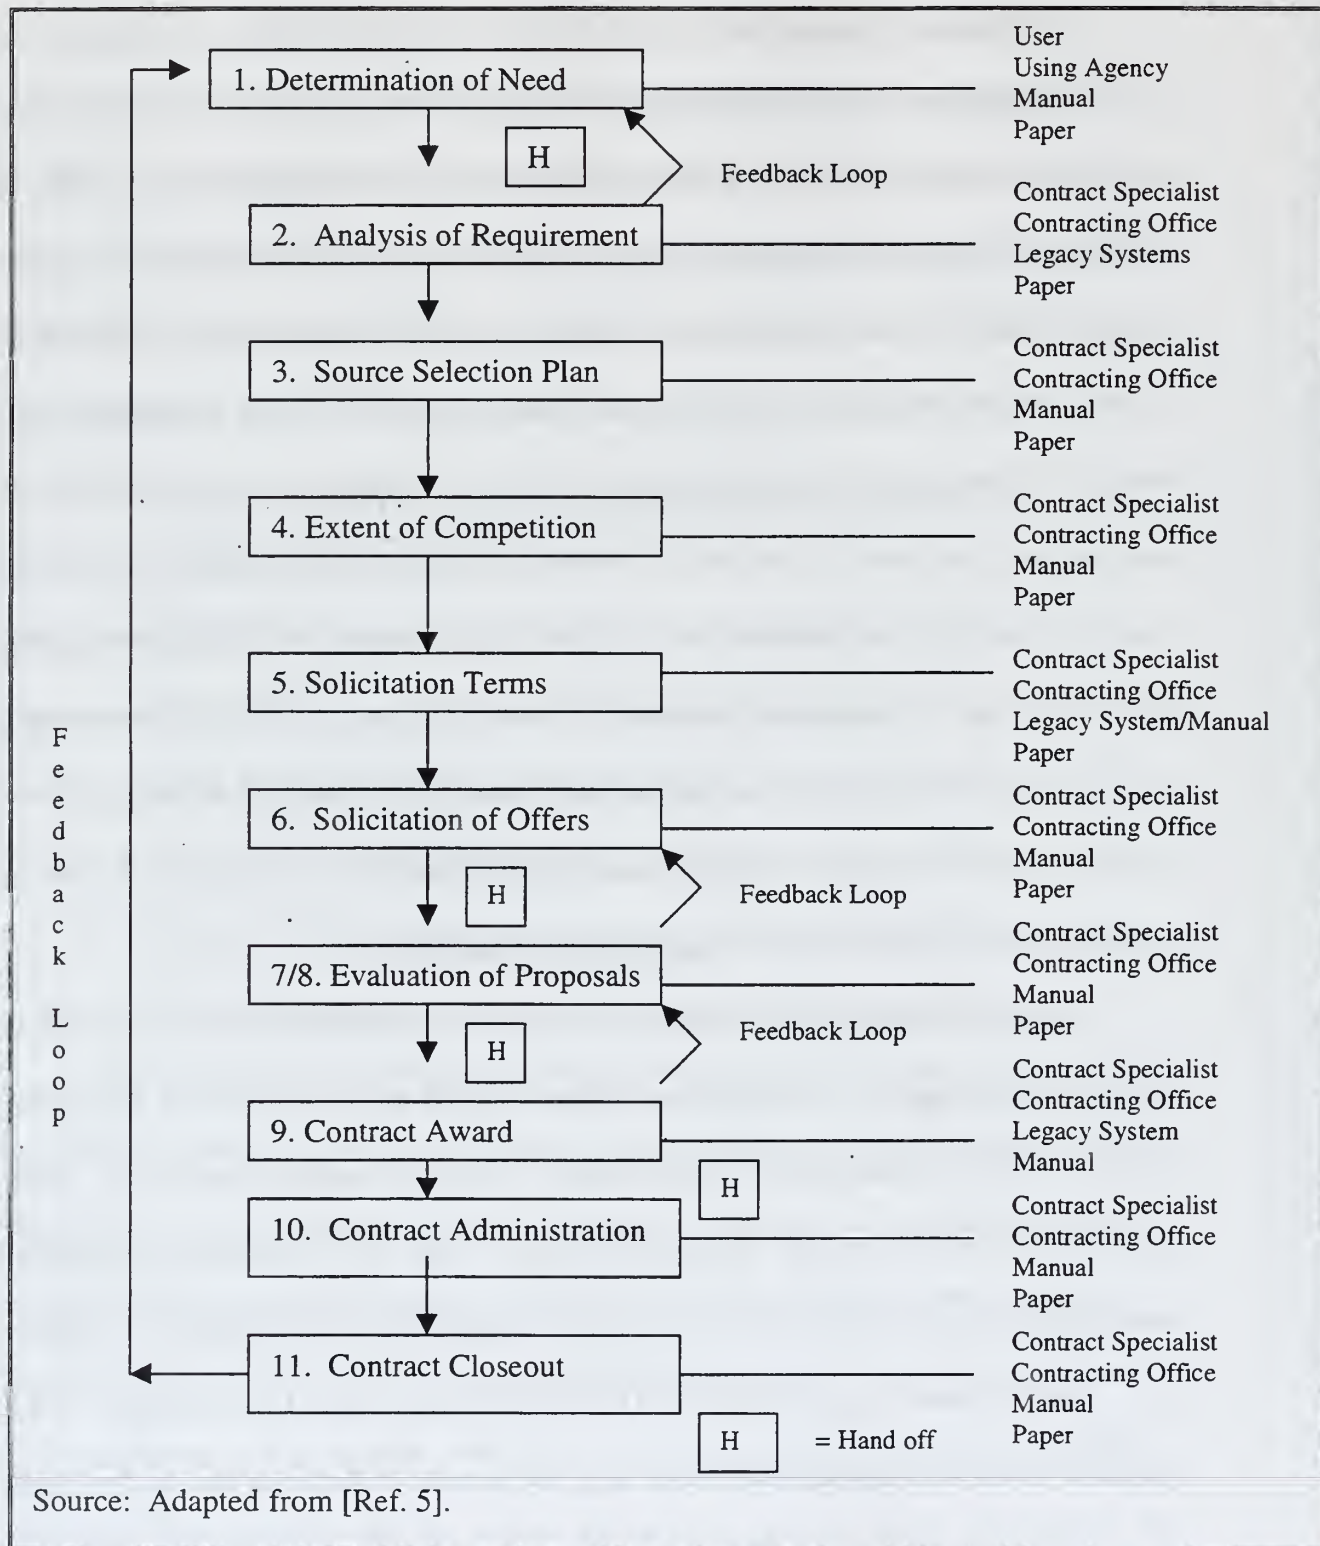 1. Determination of Need
User
Using Agency
Manual
Paper
H
Feedback Loop
2. Analysis of Requirement
Contract Specialist
Contracting Office
Legacy Systems
Paper
3. Source Selection Plan
Contract Specialist
Contracting Office
Manual
Paper
4. Extent of Competition
Contract Specialist
Contracting Office
Manual
Paper
5. Solicitation Terms
Contract Specialist
Contracting Office
Legacy System/Manual
Paper
6. Solicitation of Offers
Contract Specialist
Contracting Office
Manual
Paper
H
Feedback Loop
7/8. Evaluation of Proposals
Contract Specialist
Contracting Office
Manual
Paper
H
Feedback Loop
9. Contract Award
Contract Specialist
Contracting Office
Legacy System
Manual
H
10. Contract Administration
Contract Specialist
Contracting Office
Manual
Paper
11. Contract Closeout
Contract Specialist
Contracting Office
Manual
Paper
Feedback Loop
H = Hand off
Source: Adapted from [Ref. 5].